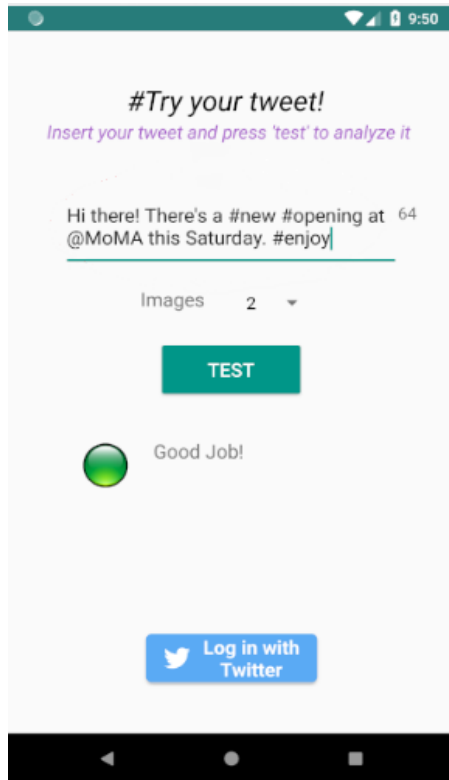 9:50
#Try your tweet!
Insert your tweet and press 'test' to analyze it
Hi there! There's a #new #opening at 64
@MoMA this Saturday. #enjoy
Images 2
TEST
Good Job!
Log in with
Twitter